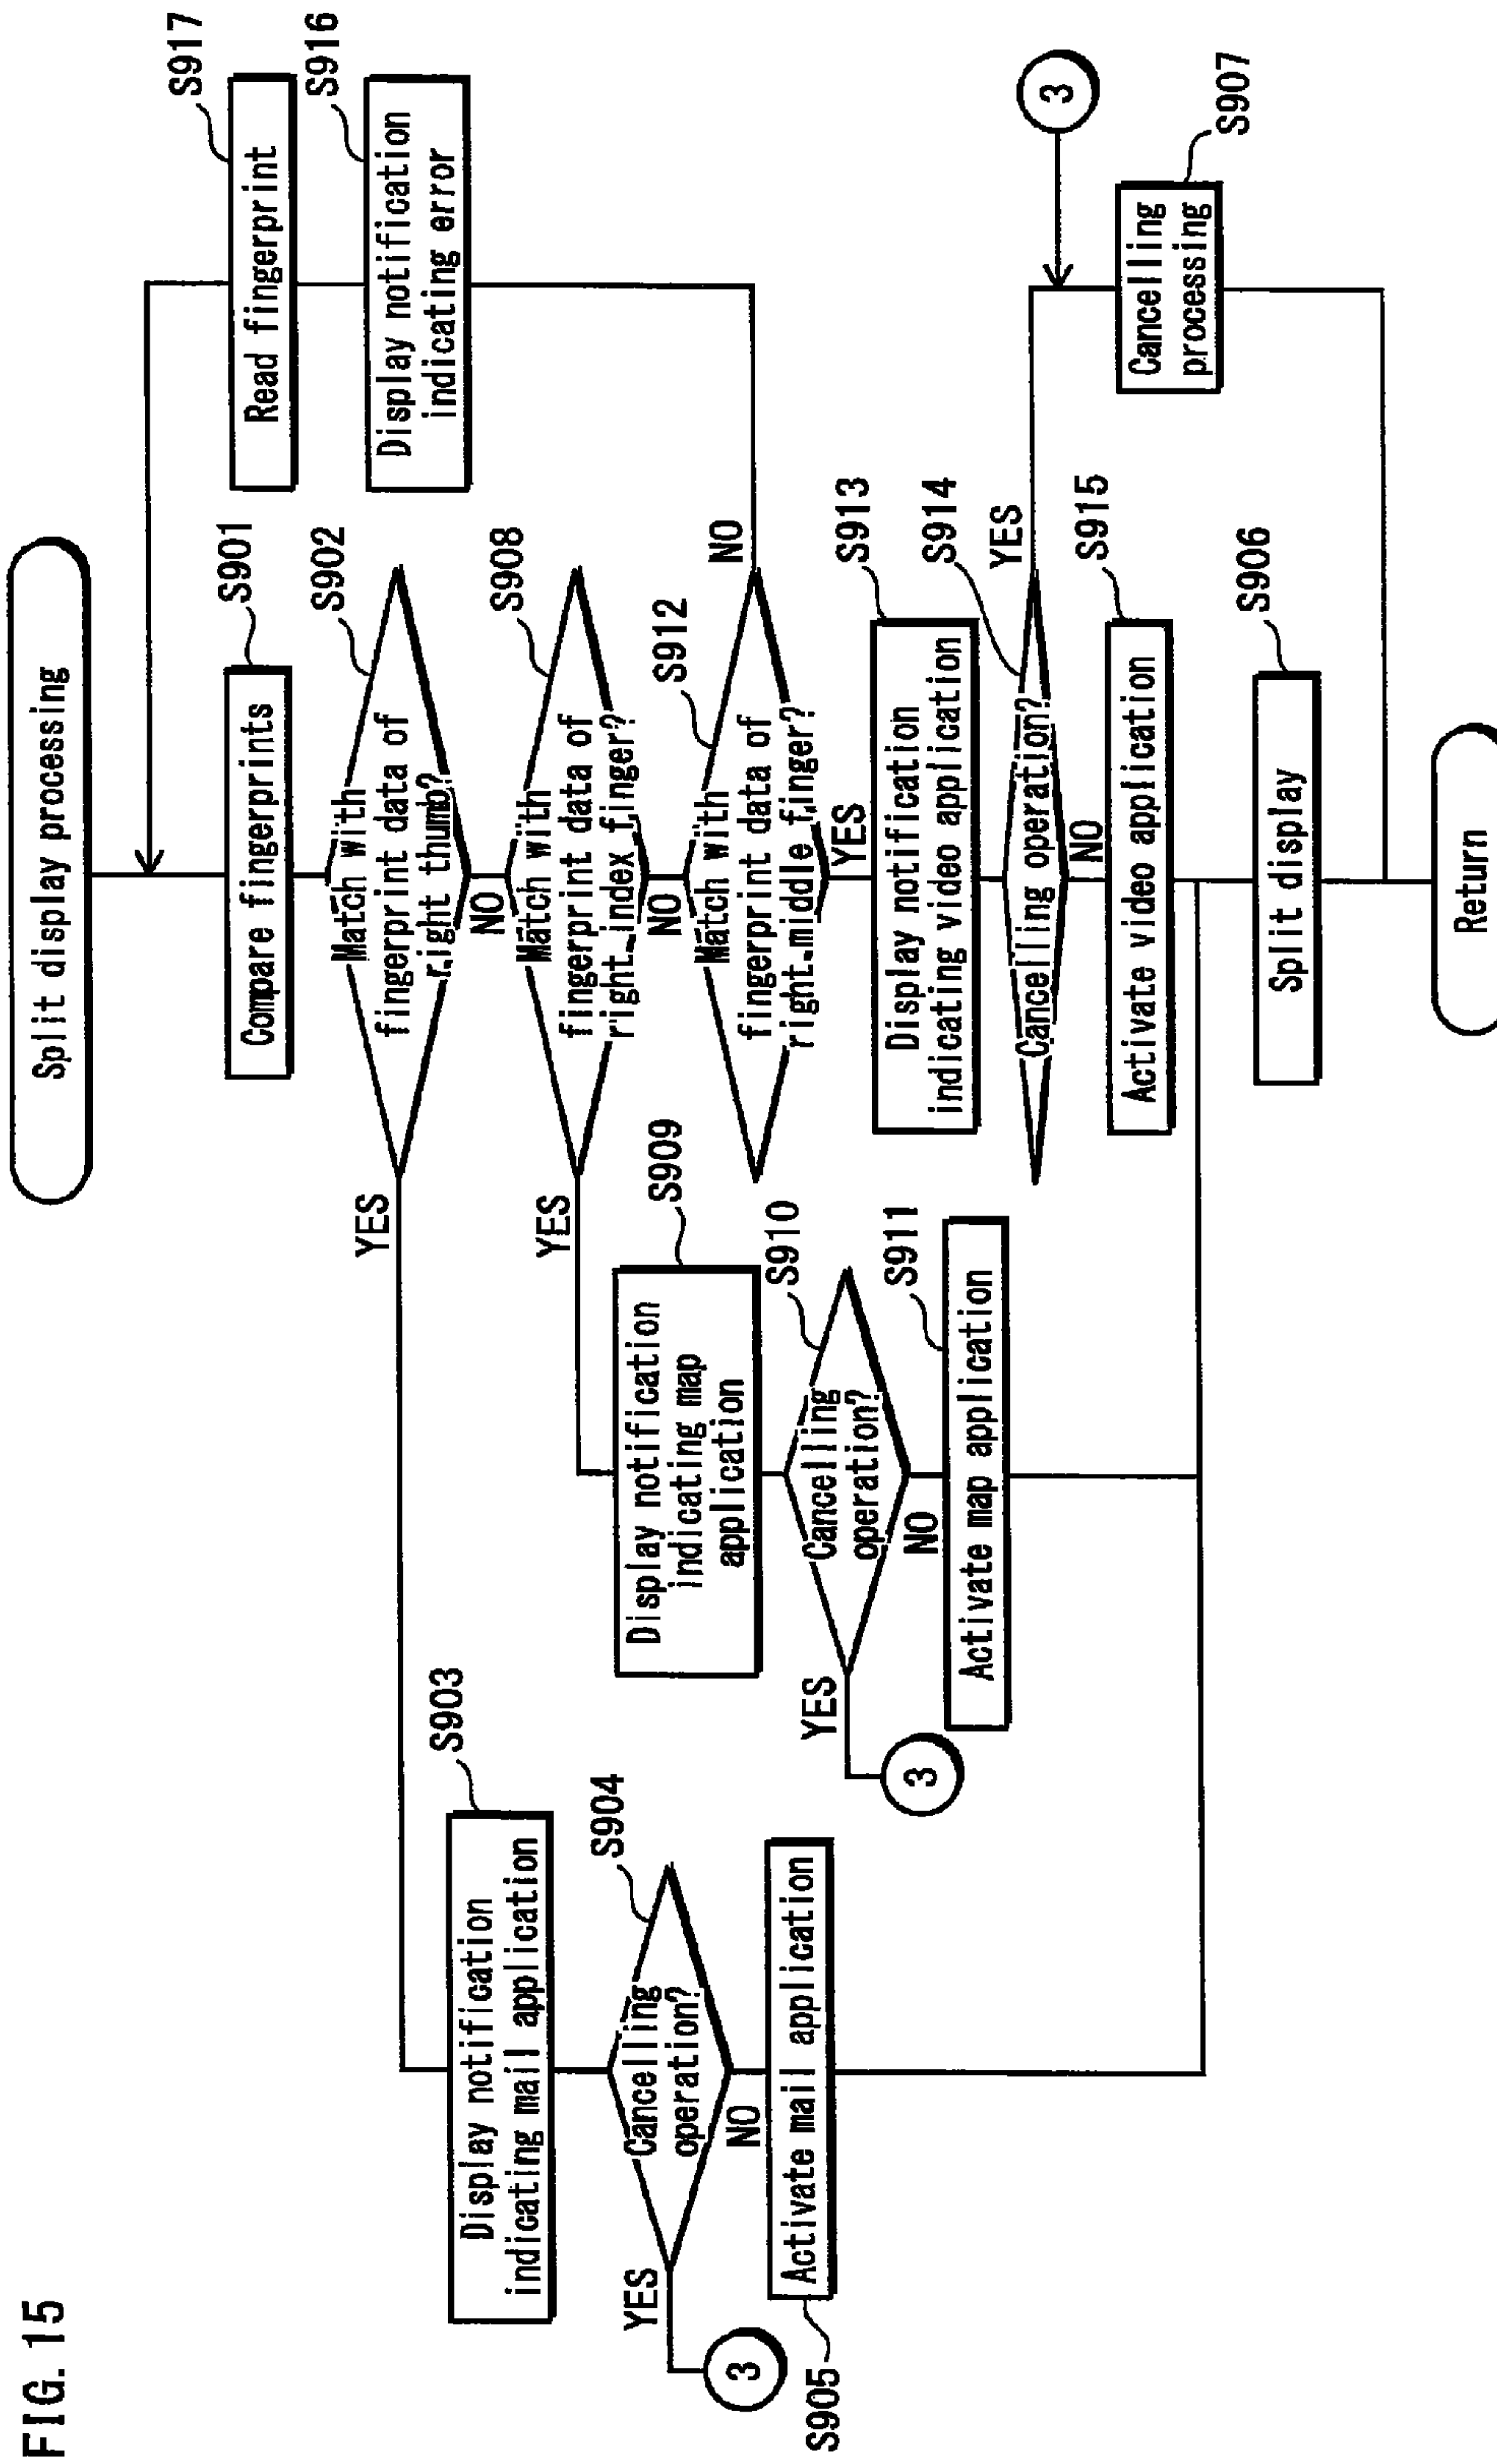 FIG. 15
Split display processing
S901
Compare fingerprints
S902
Match with
fingerprint data of
right thumb?
YES
NO
S903
Display notification
indicating mail application
S904
Cancelling
operation?
YES
NO
3
S905
Activate mail application
S908
Match with
fingerprint data of
right index finger?
YES
NO
S909
Display notification
indicating map
application
S910
Cancelling
operation?
YES
NO
3
S911
Activate map application
S912
Match with
fingerprint data of
right middle finger?
NO
YES
S913
Display notification
indicating video application
S914
Cancelling operation?
YES
NO
S915
Activate video application
S906
Split display
Return
S917
Read fingerprint
S916
Display notification
indicating error
3
S907
Cancelling
processing